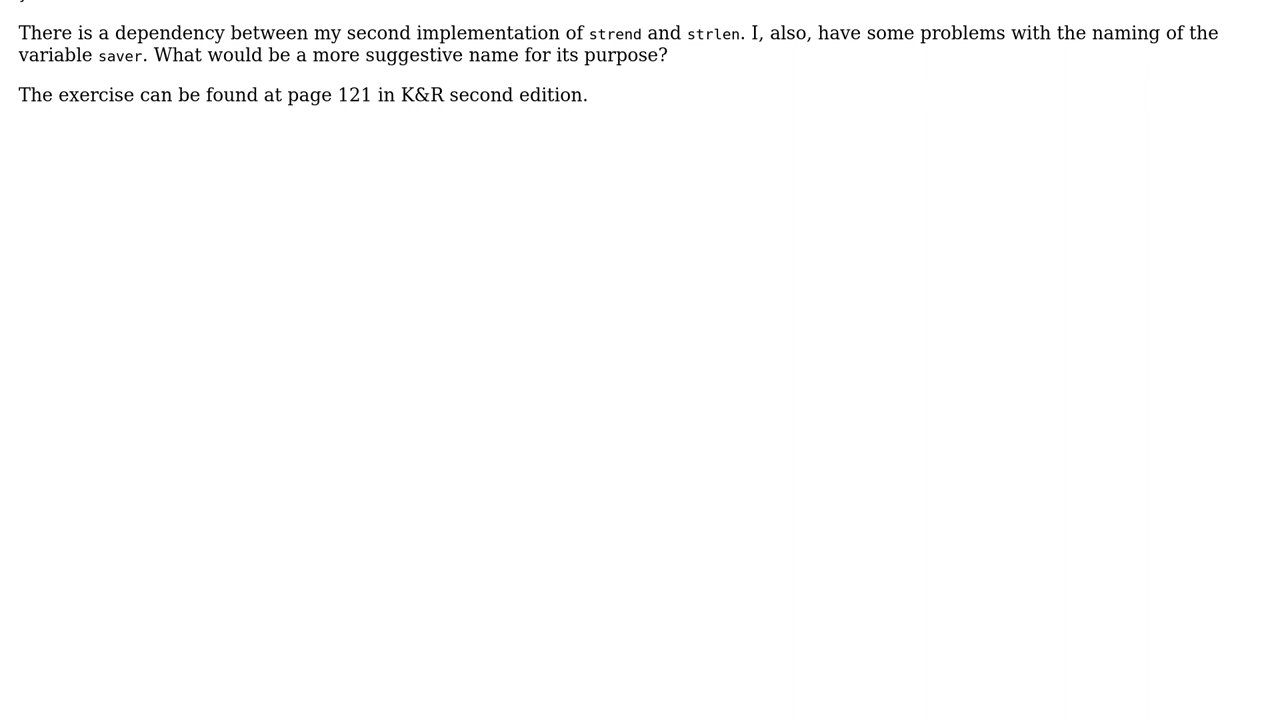 There is a dependency between my second implementation of strend and strlen. I, also, have some problems with the naming of the
variable saver. What would be a more suggestive name for its purpose?
The exercise can be found at page 121 in K&R second edition.